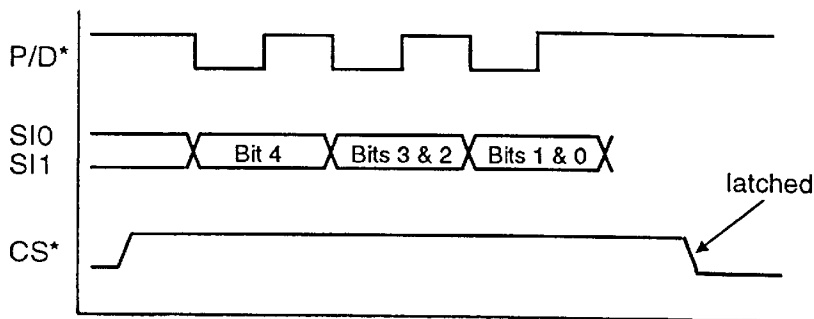 P/D*
SI0
SI1
Bit 4
Bits 3 & 2
Bits 1 & 0
latched
CS*